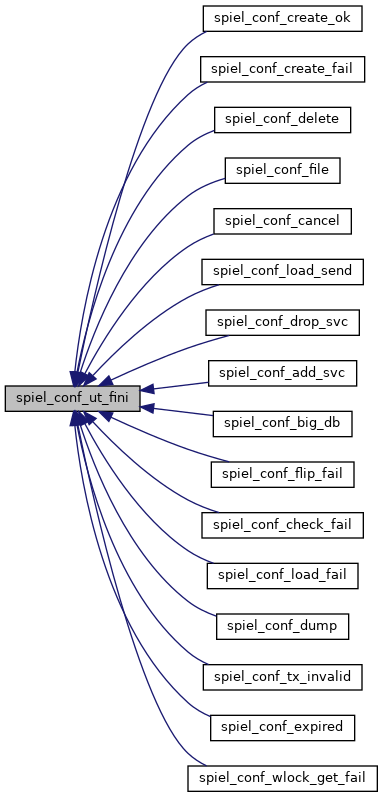 spiel_conf_create_ok
spiel_conf_create_fail
spiel_conf_delete
spiel_conf_file
spiel_conf_cancel
spiel_conf_load_send
spiel_conf_drop_svc
spiel_conf_add_svc
spiel_conf_ut_fini
spiel_conf_big_db
spiel_conf_flip_fail
spiel_conf_check_fail
spiel_conf_load_fail
spiel_conf_dump
spiel_conf_tx_invalid
spiel_conf_expired
spiel_conf_wlock_get_fail